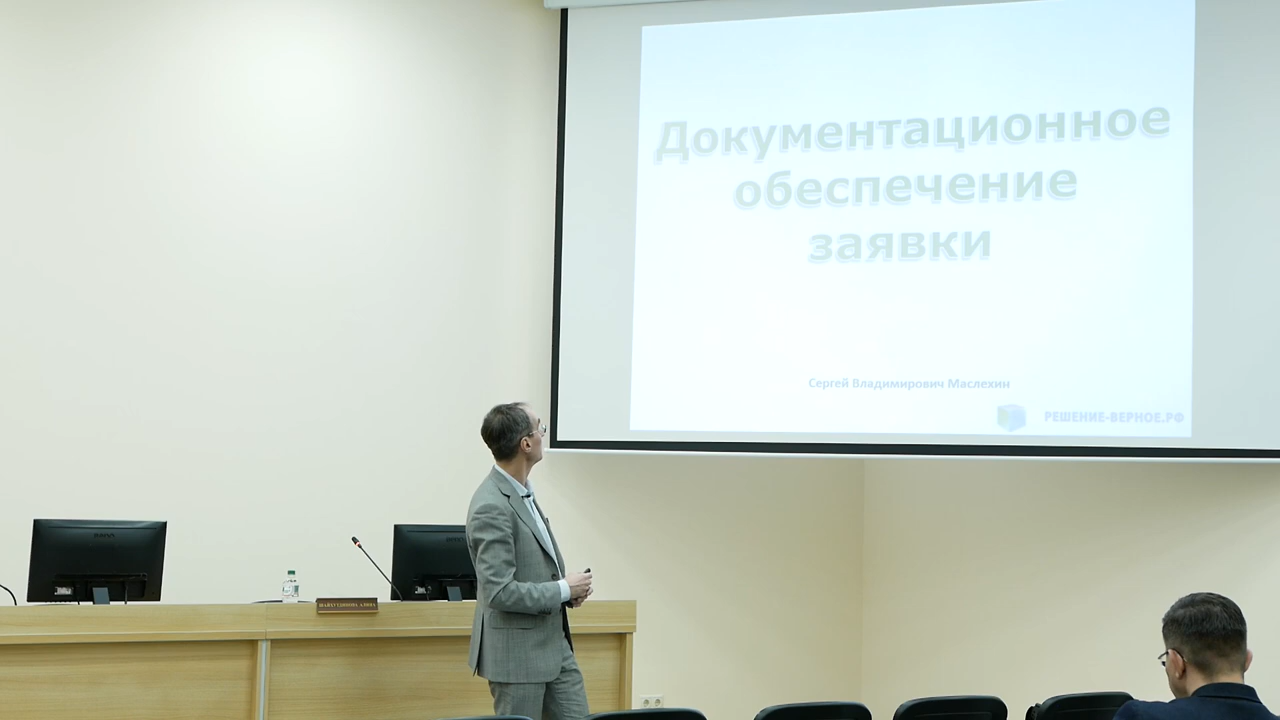 Документационное
обеспечение
заявки
Сергей Владимирович Маслехин
РЕШЕНИЕ-ВЕРНОЕ.РФ